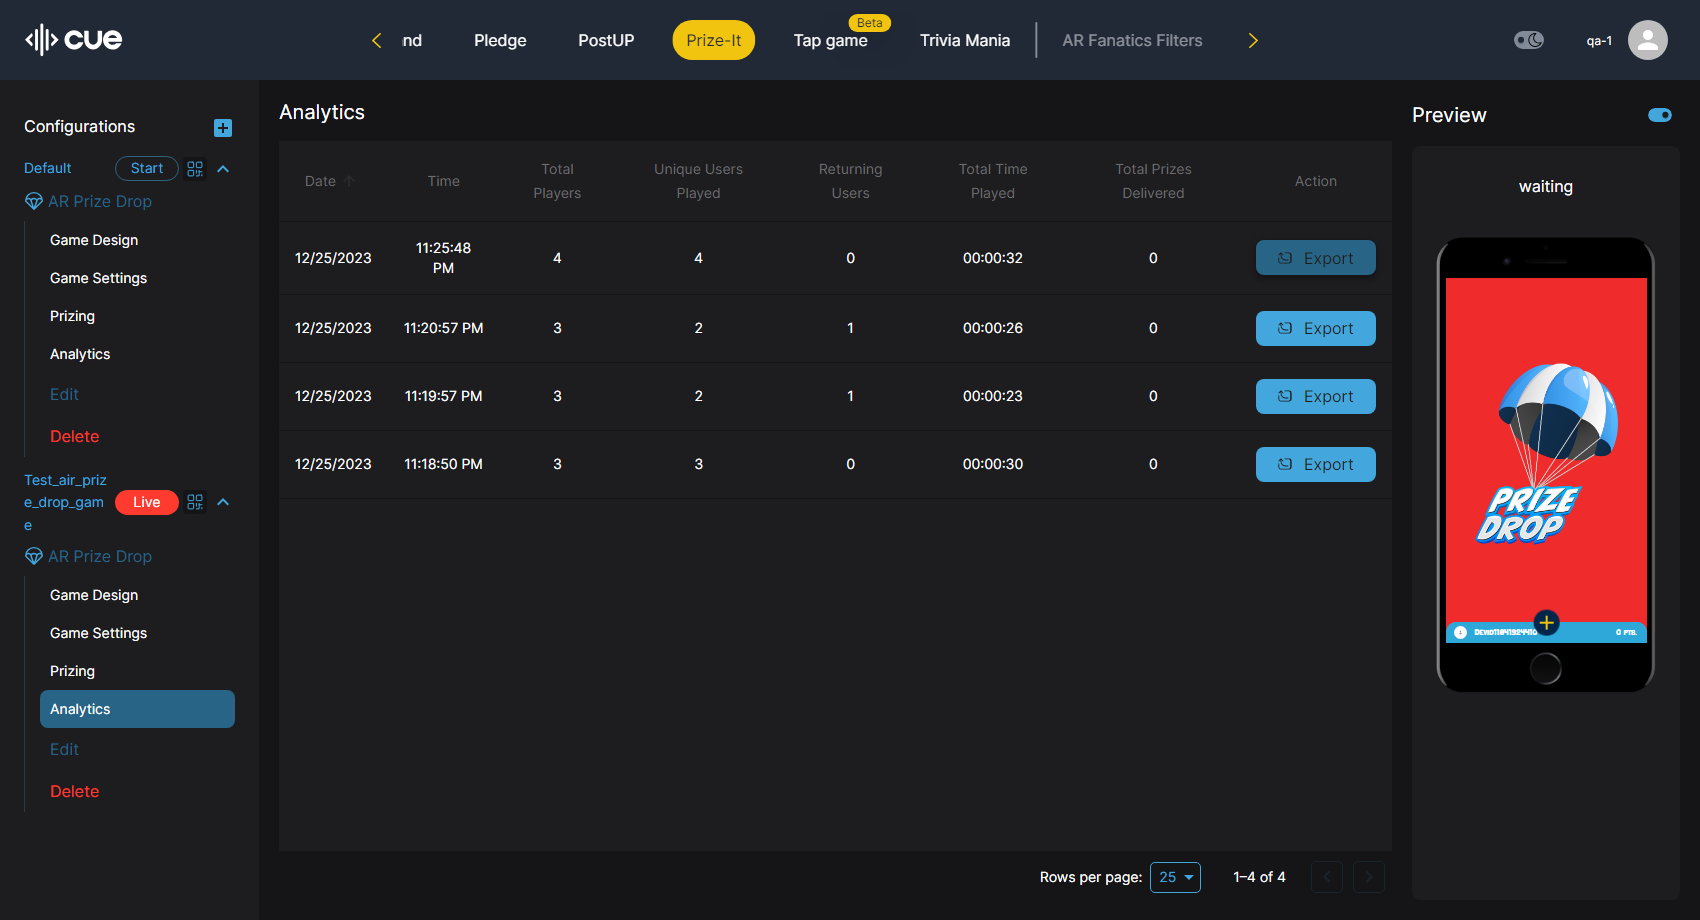 cue
nd
Pledge
PostUP
Prize-It
Beta
Tap game
Trivia Mania
AR Fanatics Filters
qa-1
Configurations
Default
Start
AR Prize Drop
Game Design
Game Settings
Prizing
Analytics
Edit
Delete
Test_air_priz
e_drop_gam
e
Live
AR Prize Drop
Game Design
Game Settings
Prizing
Analytics
Edit
Delete
Analytics
Date
Time
Total
Players
Unique Users
Played
Returning
Users
Total Time
Played
Total Prizes
Delivered
Action
12/25/2023
11:25:48
PM
4
4
0
00:00:32
0
Export
12/25/2023
11:20:57 PM
3
2
1
00:00:26
0
Export
12/25/2023
11:19:57 PM
3
2
1
00:00:23
0
Export
12/25/2023
11:18:50 PM
3
3
0
00:00:30
0
Export
Rows per page:
25
1–4 of 4
Preview
waiting
PRIZE
DROP
0 PTS.